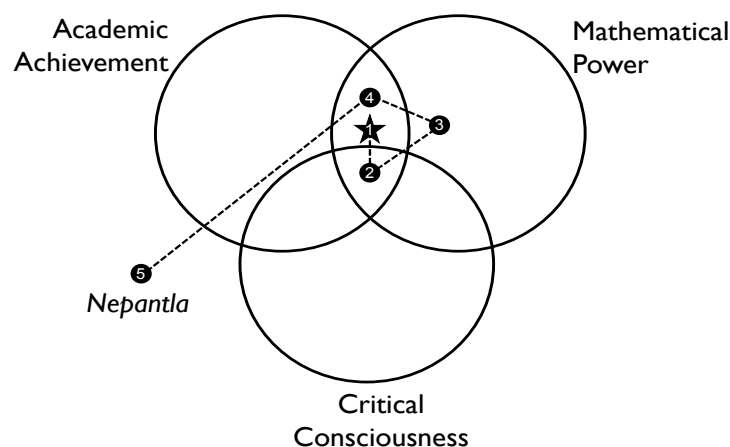 Academic
Achievement
Mathematical
Power
4
3
1
2
5
Nepantla
Critical
Consciousness